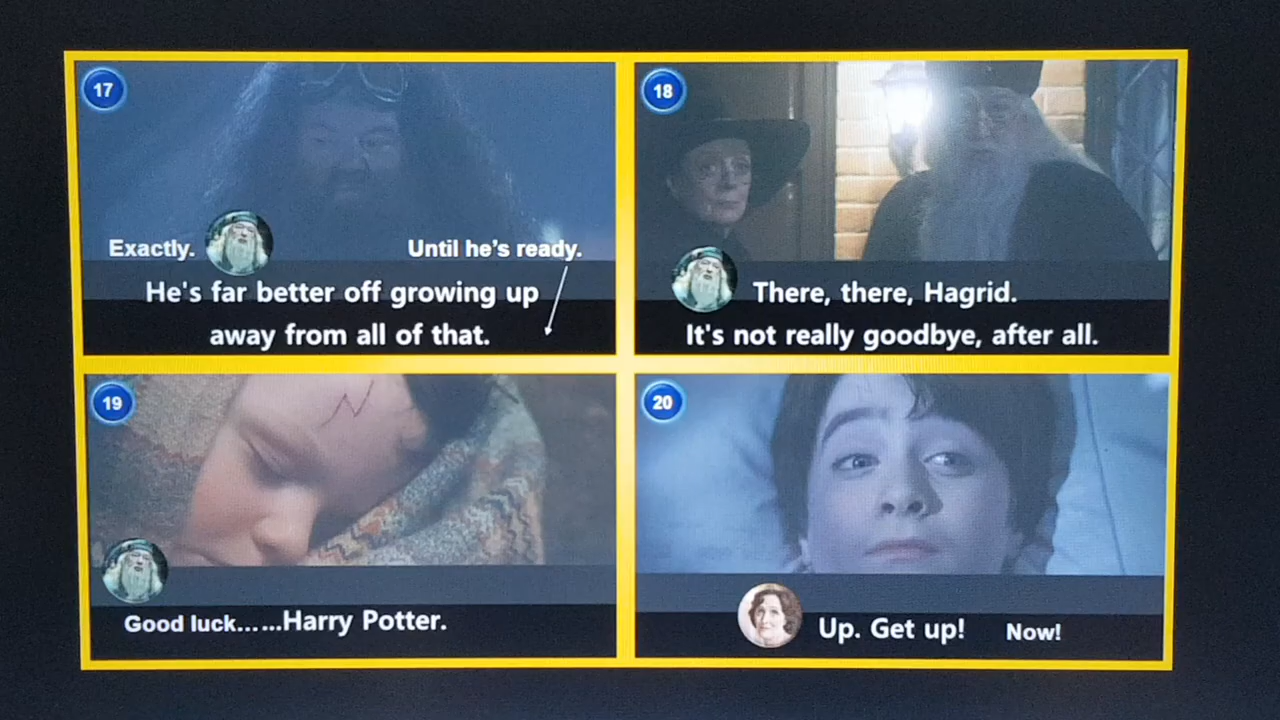 17
Exactly.
Until he's ready.
He's far better off growing up
away from all of that.
18
There, there, Hagrid.
It's not really goodbye, after all.
19
Good luck......Harry Potter.
20
Up. Get up! Now!